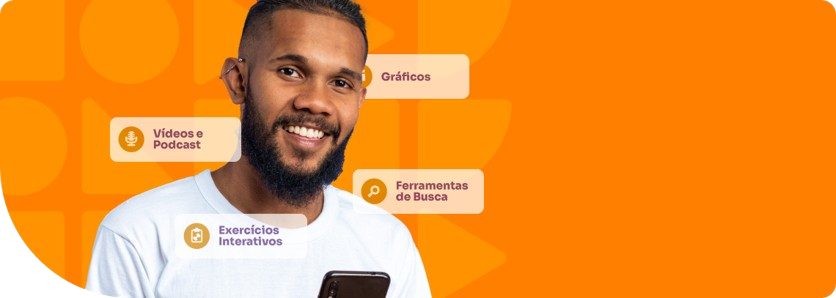 Gráficos
Vídeos e
Podcast
Ferramentas
de Busca
Exercícios
Interativos